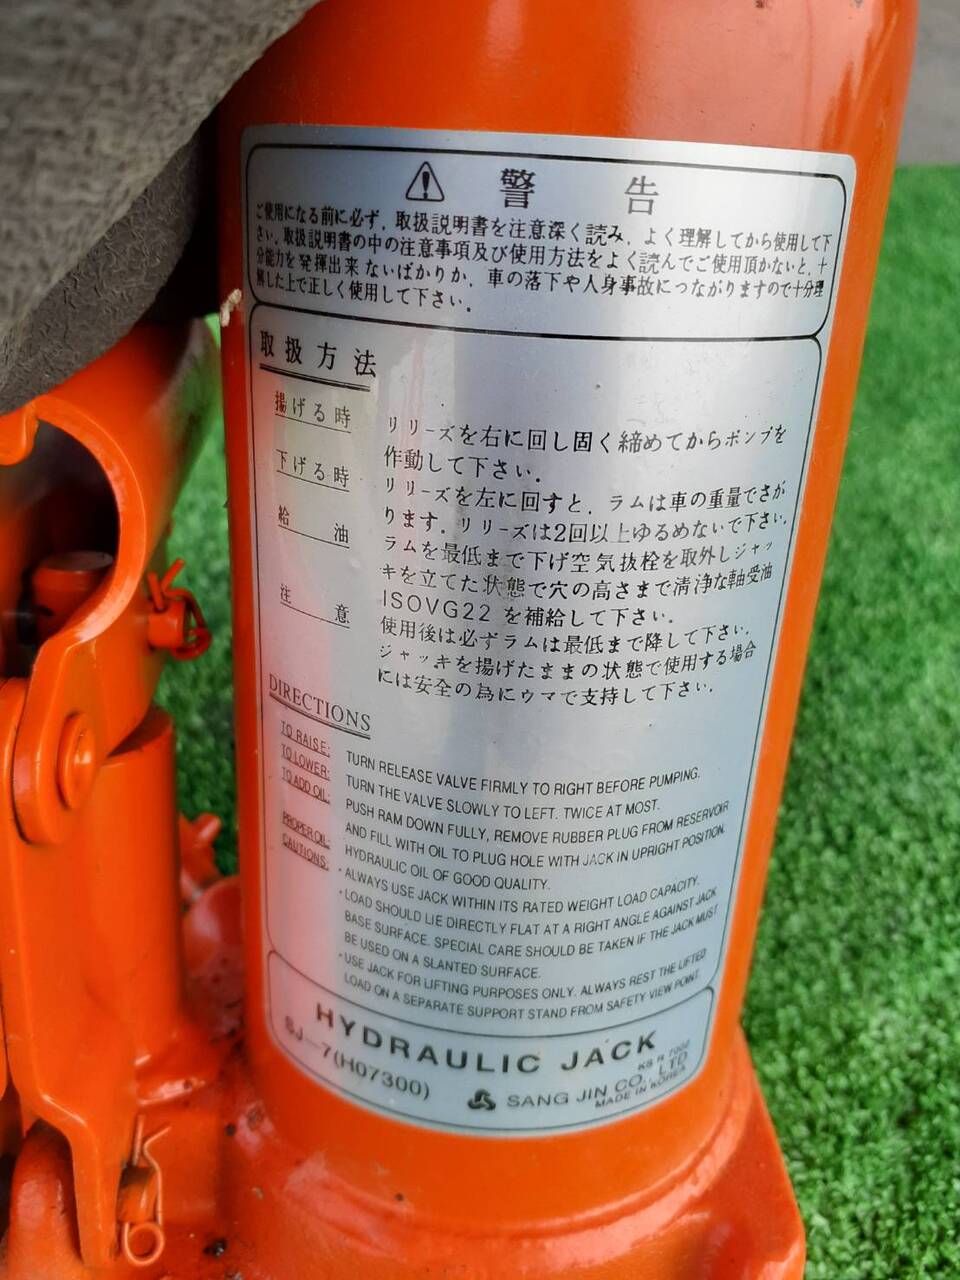 警 告
ご使用になる前に必ず、取扱説明書を注意深く読み、よく理解してから使用して下
さい。取扱説明書の中の注意事項及び使用方法をよく読んでご使用頂かないと、十
分能力を発揮出来ないばかりか、車の落下や人身事故につながりますので十分理
解した上で正しく使用して下さい。
取扱方法
揚げる時 リリーズを右に回し固く締めてからポンプを
作動して下さい。
下げる時 リリーズを左に回すと、ラムは車の重量でさが
ります。リリーズは2回以上ゆるめないで下さい。
給油 ラムを最低まで下げ空気抜栓を取外しジャッ
キを立てた状態で穴の高さまで清浄な軸受油
ISOVG22 を補給して下さい。
注意 使用後は必ずラムは最低まで降して下さい。
ジャッキを揚げたままの状態で使用する場合
には安全の為にウマで支持して下さい。
DIRECTIONS
TO RAISE: TURN RELEASE VALVE FIRMLY TO RIGHT BEFORE PUMPING.
TO LOWER: TURN THE VALVE SLOWLY TO LEFT. TWICE AT MOST.
TO ADD OIL: PUSH RAM DOWN FULLY, REMOVE RUBBER PLUG FROM RESERVOIR
AND FILL WITH OIL TO PLUG HOLE WITH JACK IN UPRIGHT POSITION.
PROPER OIL: HYDRAULIC OIL OF GOOD QUALITY.
CAUTIONS: · ALWAYS USE JACK WITHIN ITS RATED WEIGHT LOAD CAPACITY.
· LOAD SHOULD LIE DIRECTLY FLAT AT A RIGHT ANGLE AGAINST JACK
BASE SURFACE. SPECIAL CARE SHOULD BE TAKEN IF THE JACK MUST
BE USED ON A SLANTED SURFACE.
· USE JACK FOR LIFTING PURPOSES ONLY. ALWAYS REST THE LIFTED
LOAD ON A SEPARATE SUPPORT STAND FROM SAFETY VIEW POINT.
HYDRAULIC JACK
SJ-7(H07300)
KS R 7002
SANG JIN CO., LTD
MADE IN KOREA